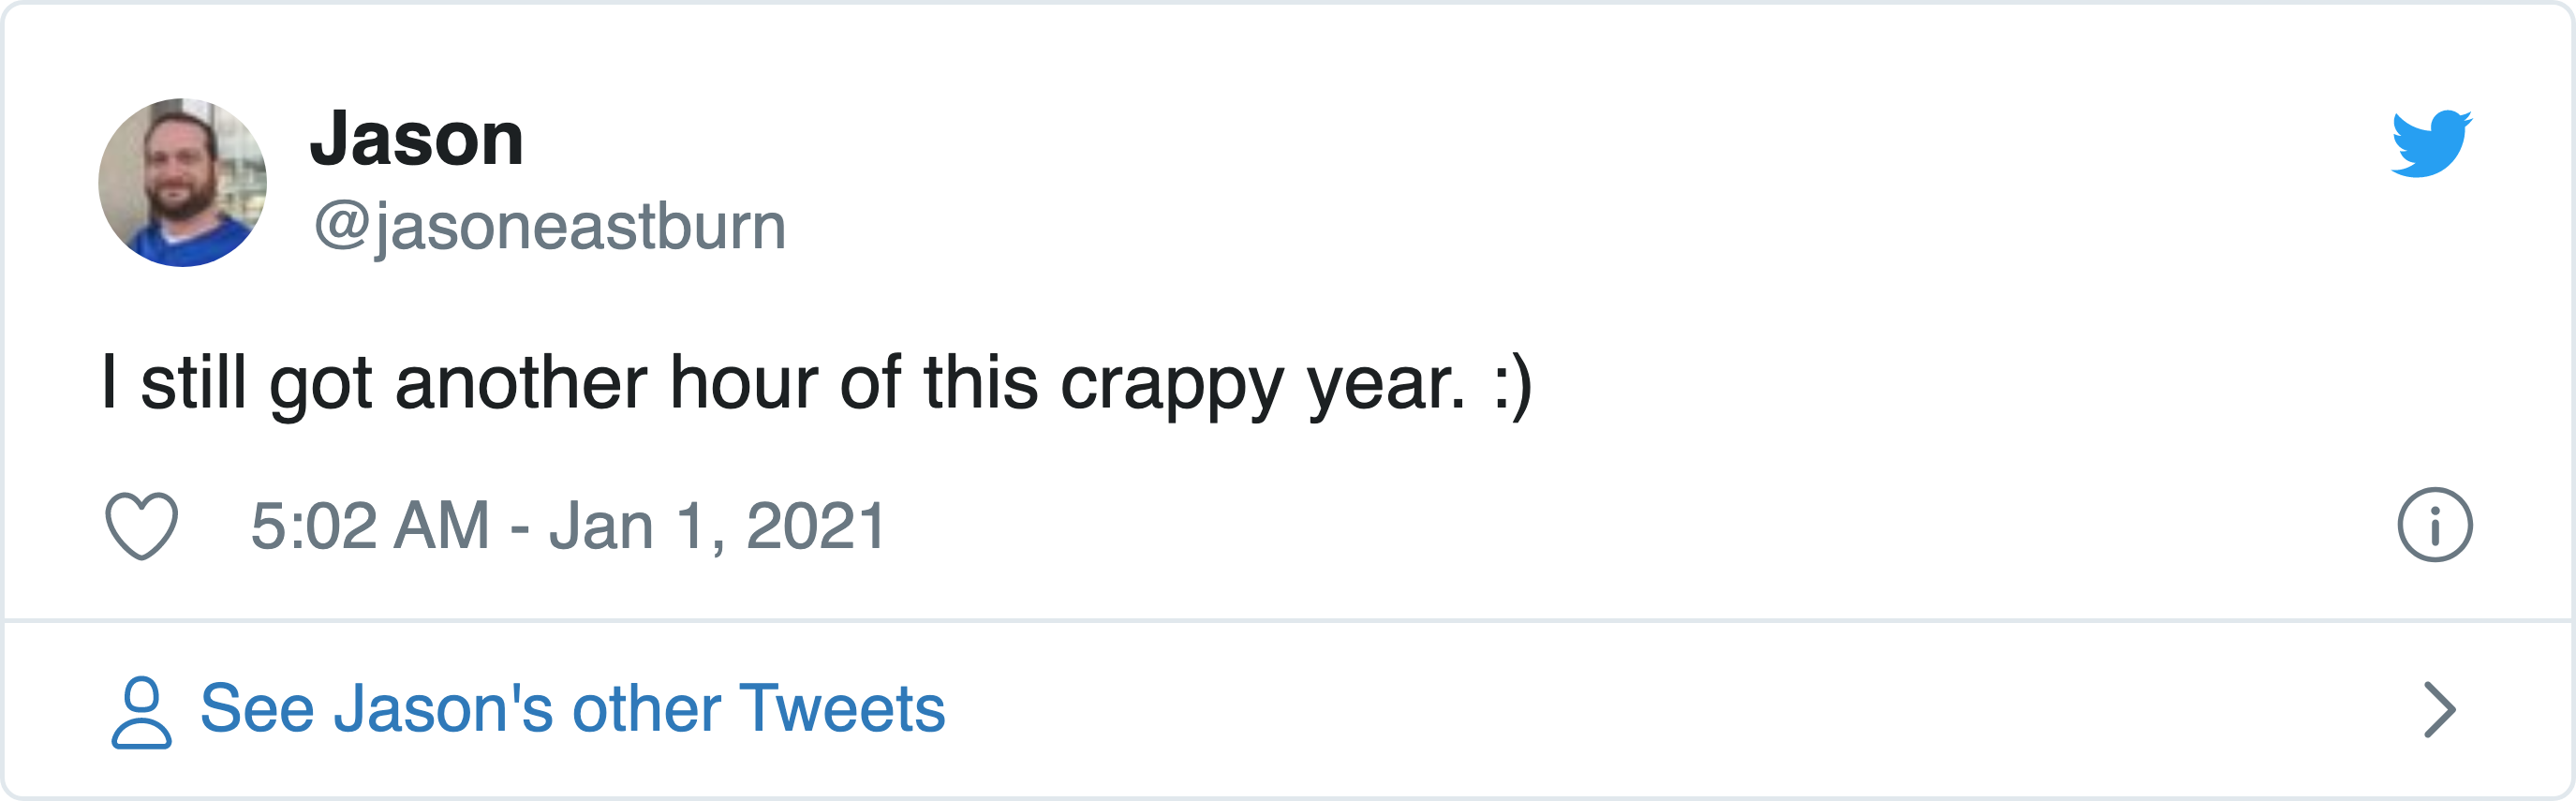 Jason
@jasoneastburn
I still got another hour of this crappy year. :)
5:02 AM - Jan 1, 2021
See Jason's other Tweets